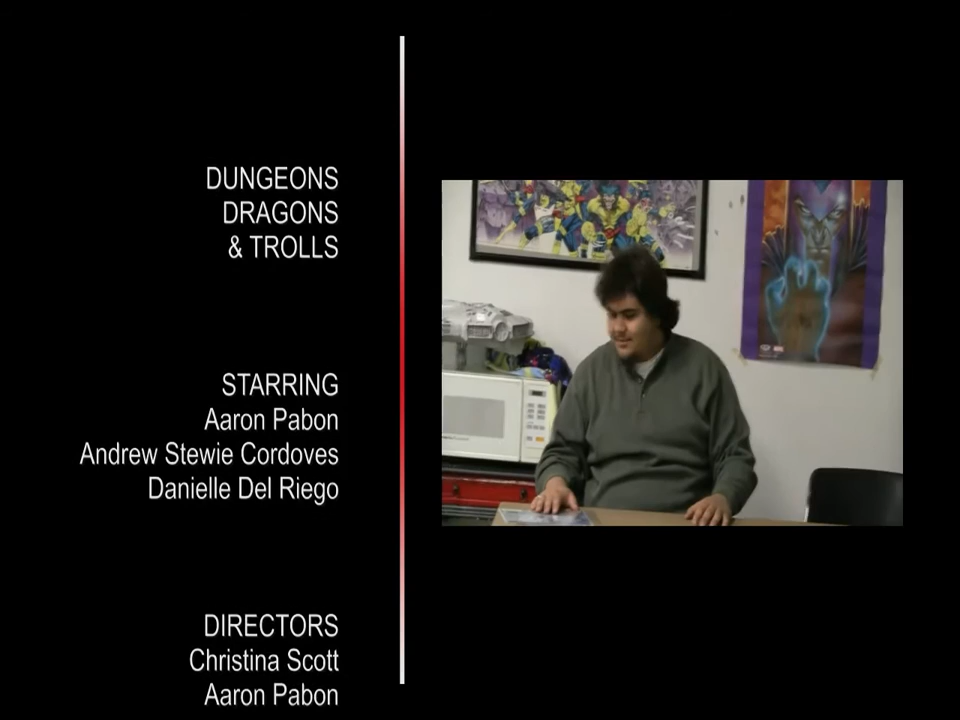 DUNGEONS
DRAGONS
& TROLLS
STARRING
Aaron Pabon
Andrew Stewie Cordoves
Danielle Del Riego
DIRECTORS
Christina Scott
Aaron Pabon